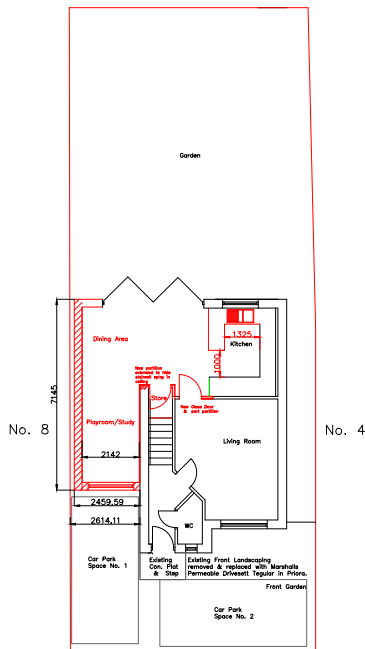 Garden
1325
Kitchen
1000
Dining Area
New partition
extended to hide
stairwell splay in
ceiling
Store
New Glass Door
& part partition
7145
Playroom/Study
No. 8
Living Room
No. 4
2142
2459,59
2614,11
WC
Car Park
Space No. 1
Existing
Con. Plat
& Step
Existing Front Landscaping
removed & replaced with Marshalls
Permeable Drivesett Tegular in Priora.
Front Garden
Car Park
Space No. 2